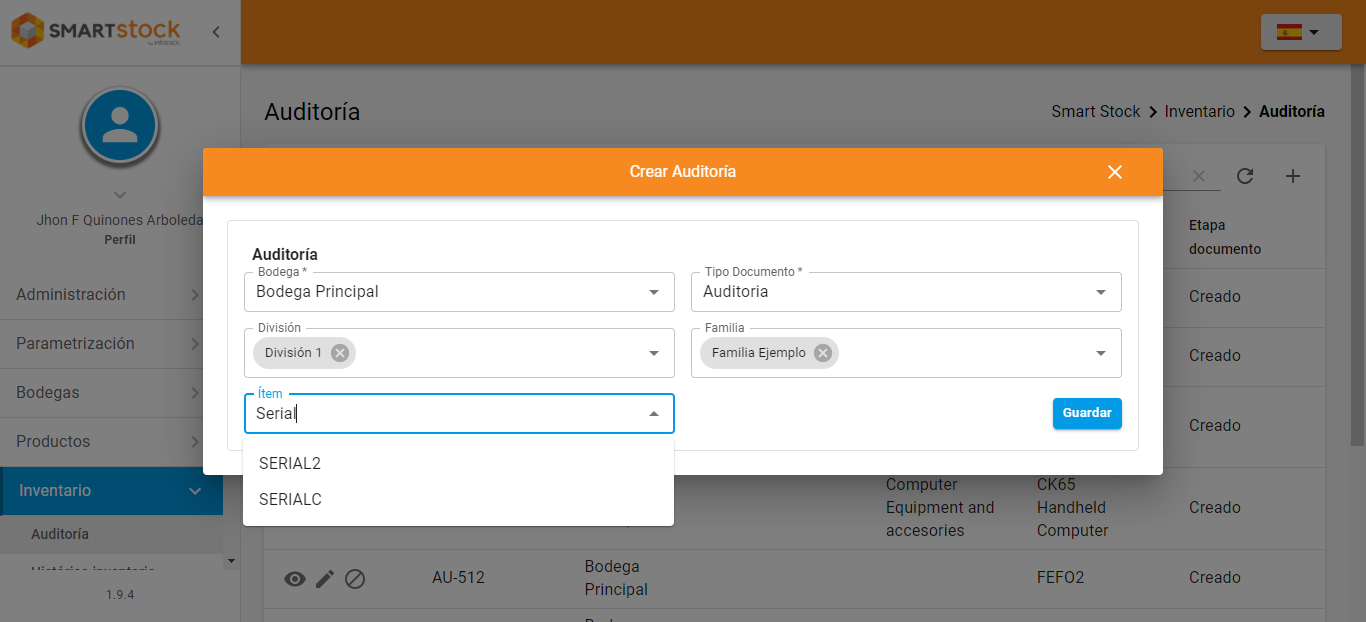 SMARTstock
by infotrack
Auditoría
Smart Stock > Inventario > Auditoría
Jhon F Quinones Arboleda
Perfil
Administración
Parametrización
Bodegas
Productos
Inventario
Auditoría
1.9.4
Crear Auditoría
Auditoría
Bodega *
Bodega Principal
Tipo Documento *
Auditoria
División
División 1
Familia
Familia Ejemplo
Ítem
Serial
Guardar
SERIAL2
SERIALC
Etapa
documento
Creado
Creado
Creado
Computer
Equipment and
accesories
CK65
Handheld
Computer
Creado
AU-512
Bodega
Principal
FEFO2
Creado